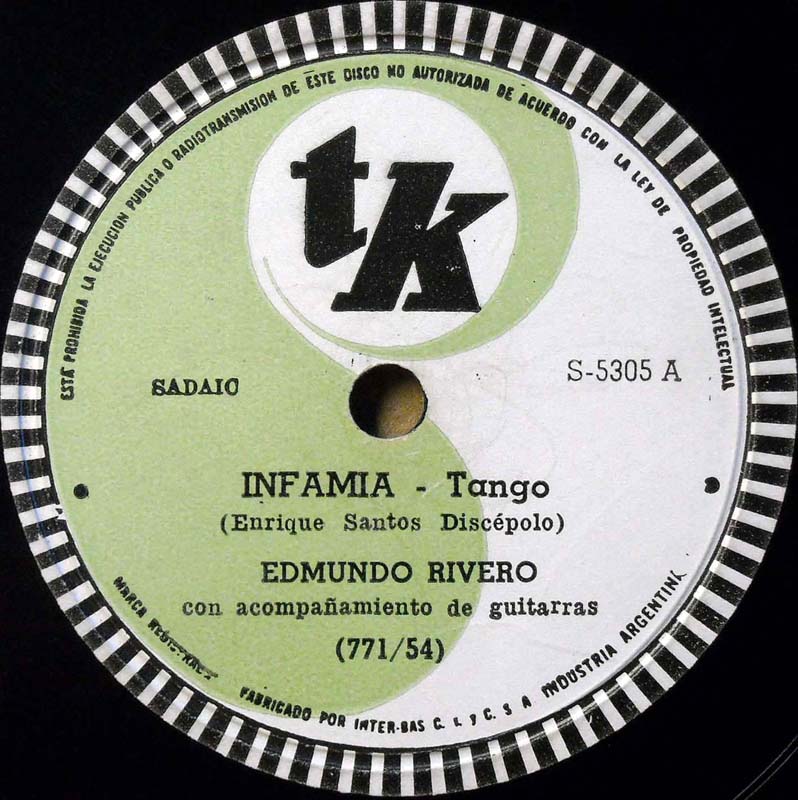 ESTÁ PROHIBIDA LA EJECUCION PUBLICA O RADIOTRANSMISION DE ESTE DISCO NO AUTORIZADA DE ACUERDO CON LA LEY DE PROPIEDAD INTELECTUAL
tk
SADAIC
S-5305 A
INFAMIA - Tango
(Enrique Santos Discépolo)
EDMUNDO RIVERO
con acompañamiento de guitarras
(771/54)
MARCA
FABRICADO POR INTER-BAS C. I. y C. S A INDUSTRIA ARGENTINA